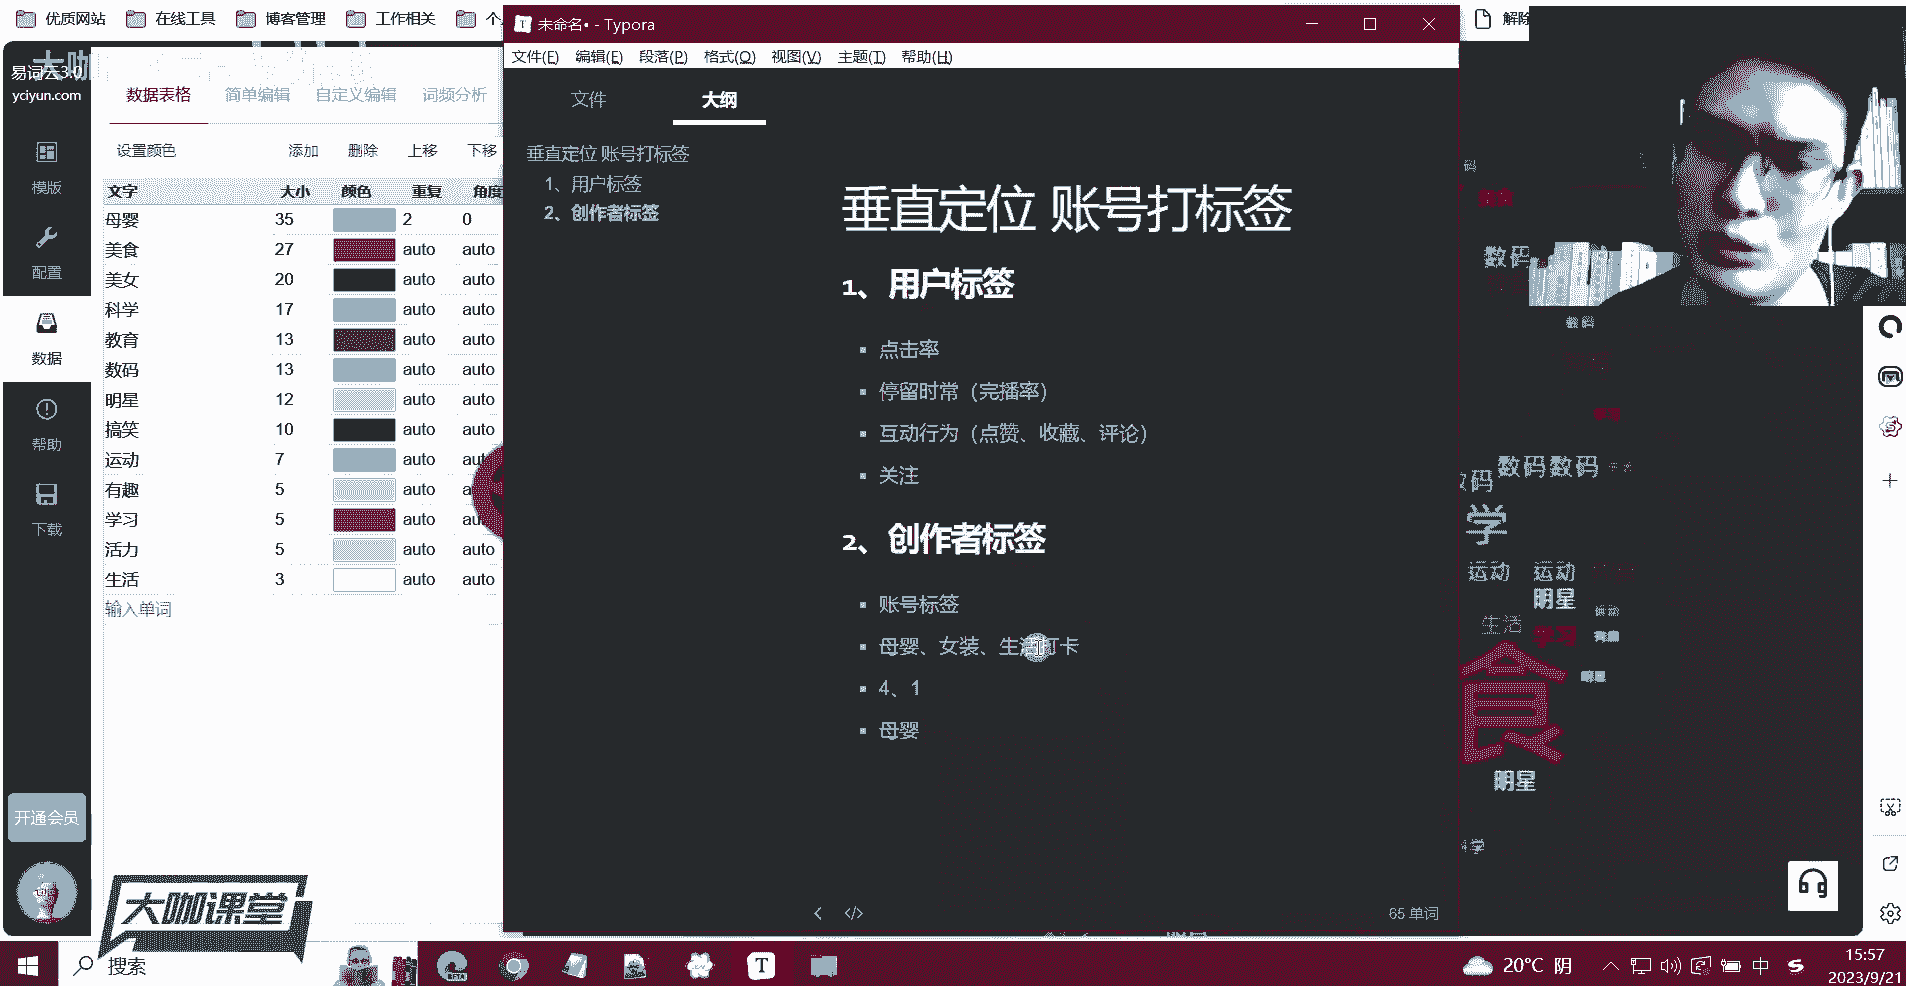 优质网站
在线工具
博客管理
工作相关
未命名• - Typora
解除
易词云3.0
yciyun.com
数据表格 简单编辑 自定义编辑 词频分析
设置颜色 添加 删除 上移 下移
文字 大小 颜色 重复 角度
母婴 35 2 0
美食 27 auto auto
美女 20 auto auto
科学 17 auto auto
教育 13 auto auto
数码 13 auto auto
明星 12 auto auto
搞笑 10 auto auto
运动 7 auto
有趣 5 auto
学习 5 auto
活力 5 auto auto
生活 3 auto auto
输入单词
模版
配置
数据
帮助
下载
开通会员
大咖课堂
文件(F) 编辑(E) 段落(P) 格式(O) 视图(V) 主题(T) 帮助(H)
文件 大纲
垂直定位 账号打标签
1、用户标签
2、创作者标签
垂直定位 账号打标签
1、用户标签
点击率
停留时常（完播率）
互动行为（点赞、收藏、评论）
关注
2、创作者标签
账号标签
母婴、女装、生活打卡
4、1
母婴
65 单词
数码
数码
数码数码
学
运动 运动
明星
生活 学习
食
明星
搜索
BETA
20°C 阴
中
15:57
2023/9/21